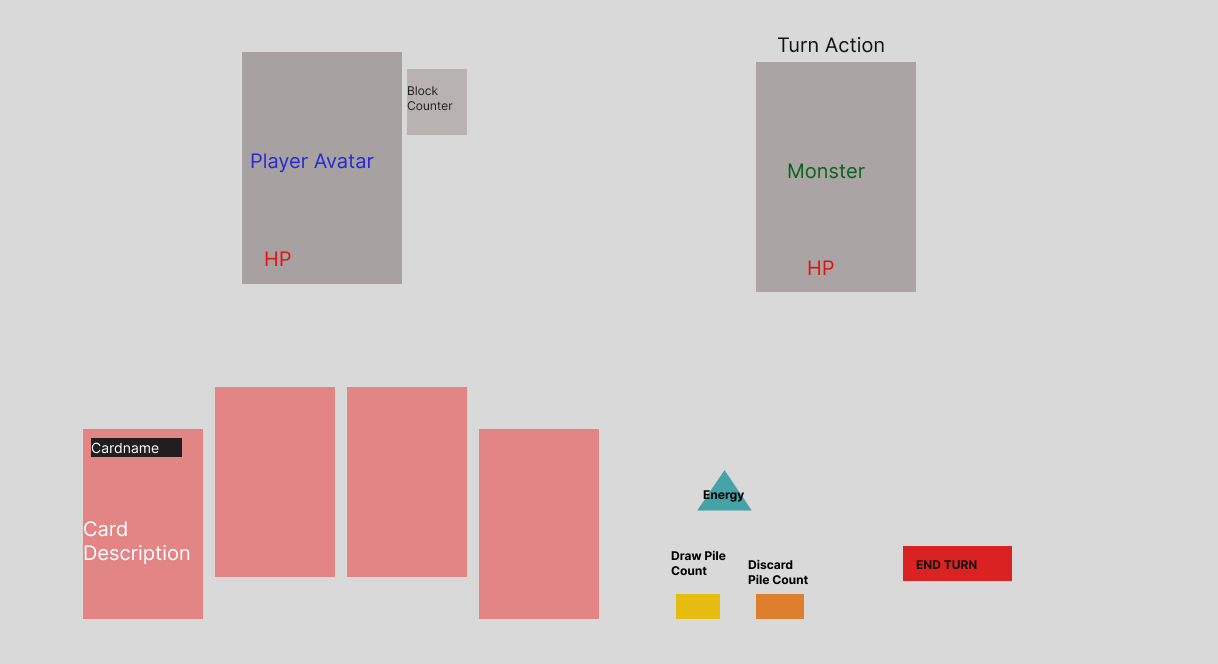 Turn Action
Block
Counter
Player Avatar
Monster
HP
HP
Cardname
Card
Description
Energy
Draw Pile
Count
Discard
Pile Count
END TURN